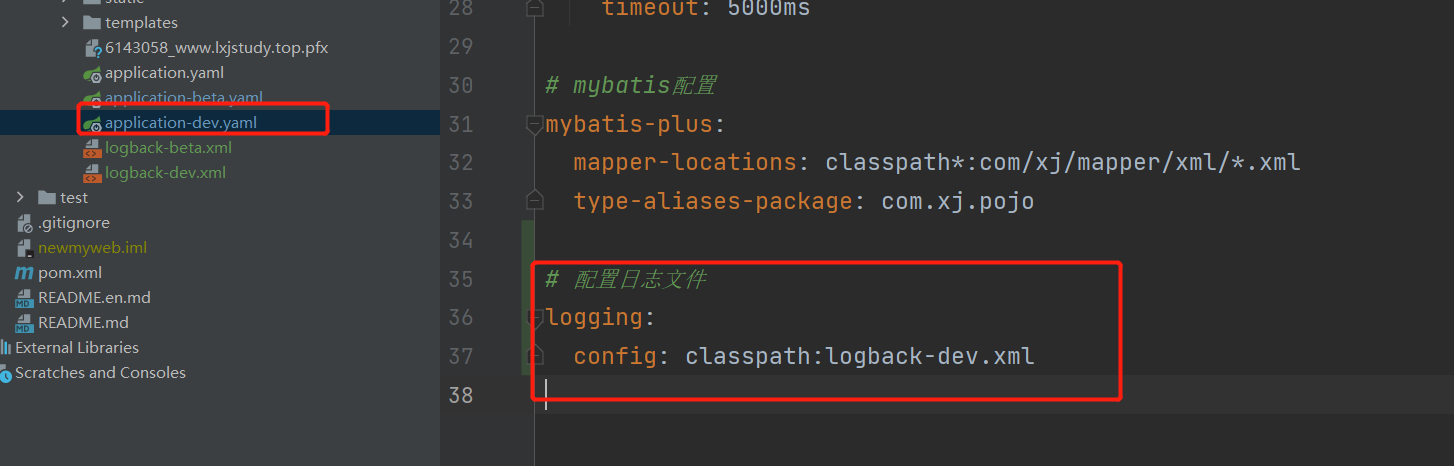 static
templates
6143058_www.lxjstudy.top.pfx
application.yaml
application-beta.yaml
application-dev.yaml
logback-beta.xml
logback-dev.xml
test
.gitignore
newmyweb.iml
pom.xml
README.en.md
README.md
External Libraries
Scratches and Consoles
28 timeout: 5000ms
29
30 # mybatis配置
31 mybatis-plus:
32 mapper-locations: classpath*:com/xj/mapper/xml/*.xml
33 type-aliases-package: com.xj.pojo
34
35 # 配置日志文件
36 logging:
37 config: classpath:logback-dev.xml
38